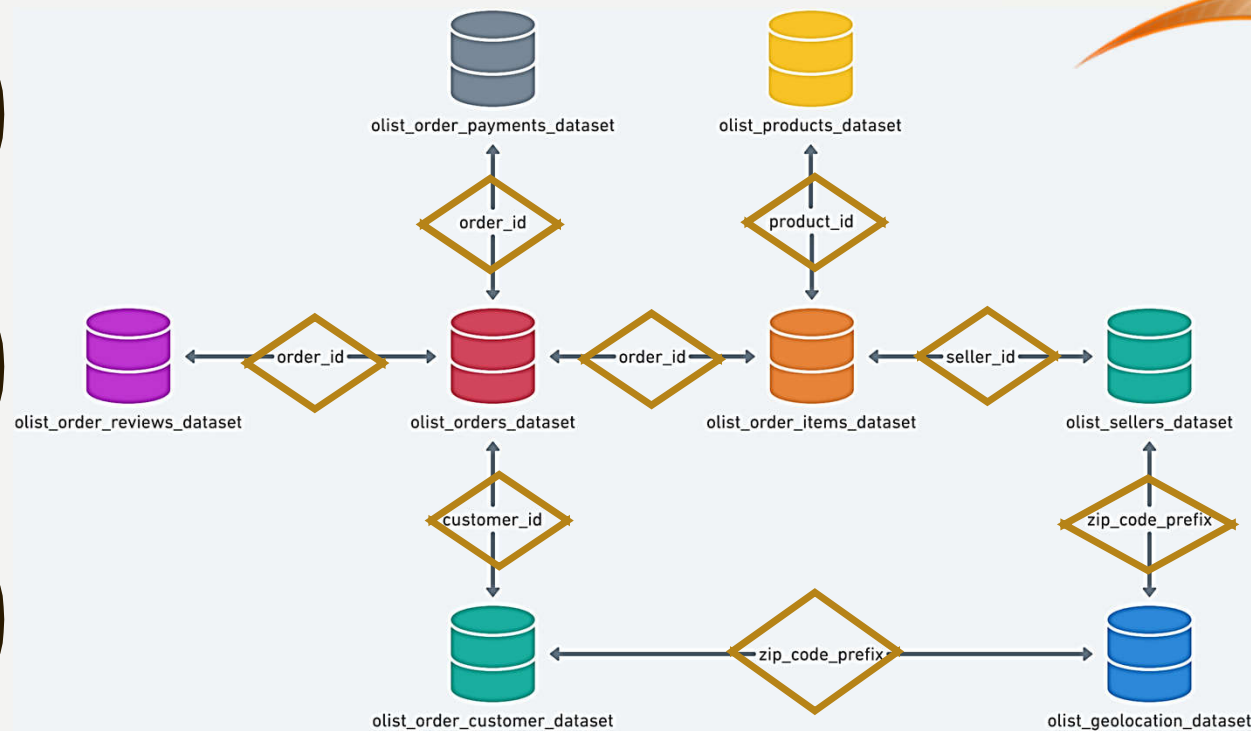 olist_order_payments_dataset
olist_products_dataset
order_id
product_id
order_id
order_id
seller_id
olist_order_reviews_dataset
olist_orders_dataset
olist_order_items_dataset
olist_sellers_dataset
customer_id
zip_code_prefix
zip_code_prefix
olist_order_customer_dataset
olist_geolocation_dataset